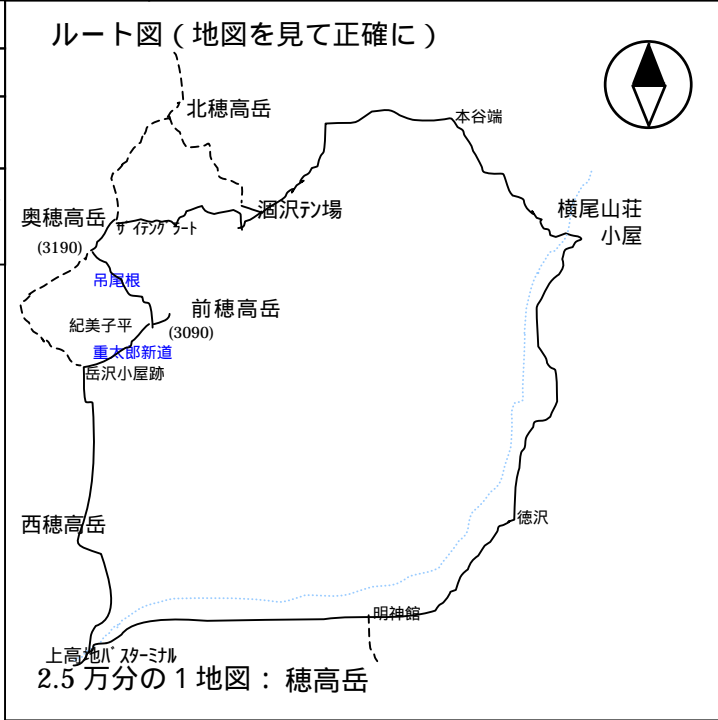 ルート図（地図を見て正確に）
北穂高岳
本谷端
涸沢テン場
横尾山荘
小屋
奥穂高岳
(3190)
ｻﾞｲﾃﾝｸﾞﾗｰﾄ
吊尾根
前穂高岳
(3090)
紀美子平
重太郎新道
岳沢小屋跡
西穂高岳
徳沢
明神館
上高地ﾊﾞｽﾀｰﾐﾅﾙ
2.5万分の1地図：穂高岳